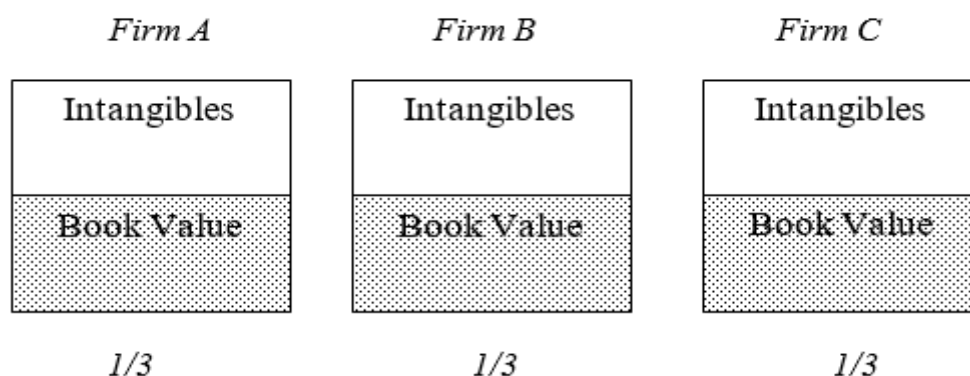 Firm A Firm B Firm C
Intangibles Intangibles Intangibles
Book Value Book Value Book Value
1/3 1/3 1/3